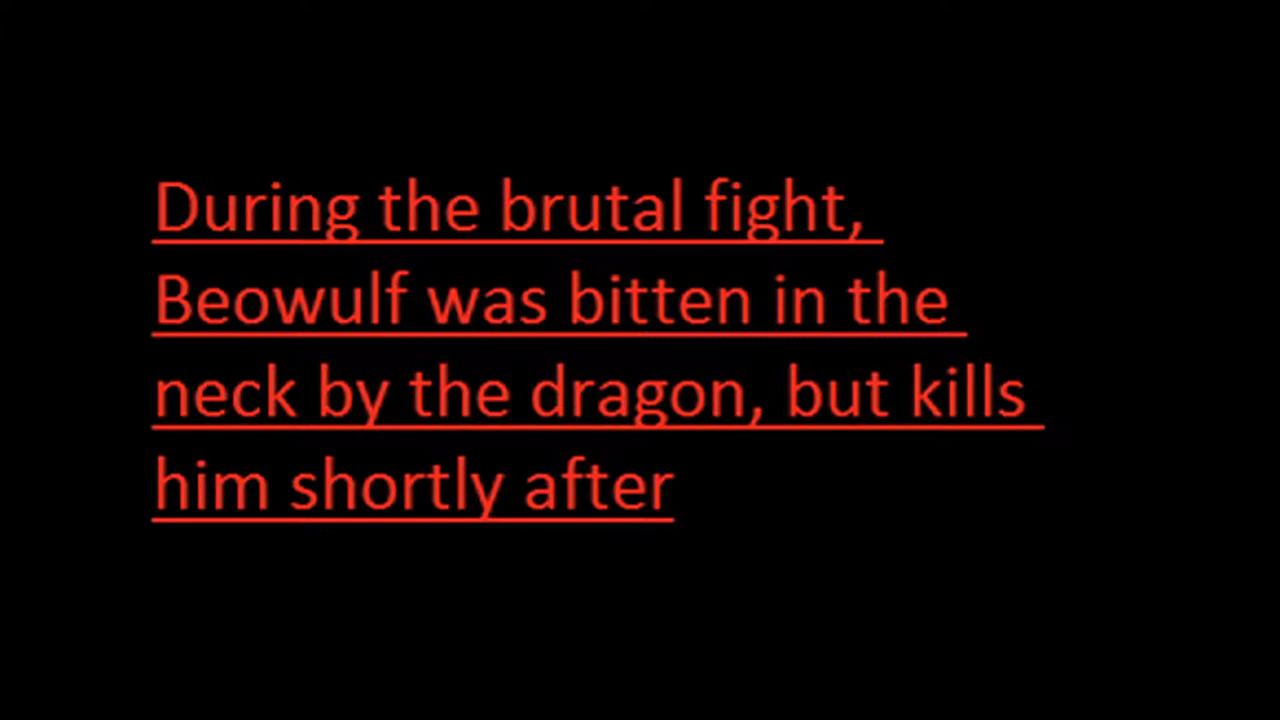 During the brutal fight,
Beowulf was bitten in the
neck by the dragon, but kills
him shortly after